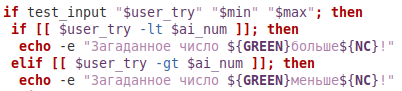 if test_input "$user_try" "$min" "$max"; then
if [[ $user_try -lt $ai_num ]]; then
echo -e "Загаданное число ${GREEN}больше${NC}!"
elif [[ $user_try -gt $ai_num ]]; then
echo -e "Загаданное число ${GREEN}меньше${NC}!"